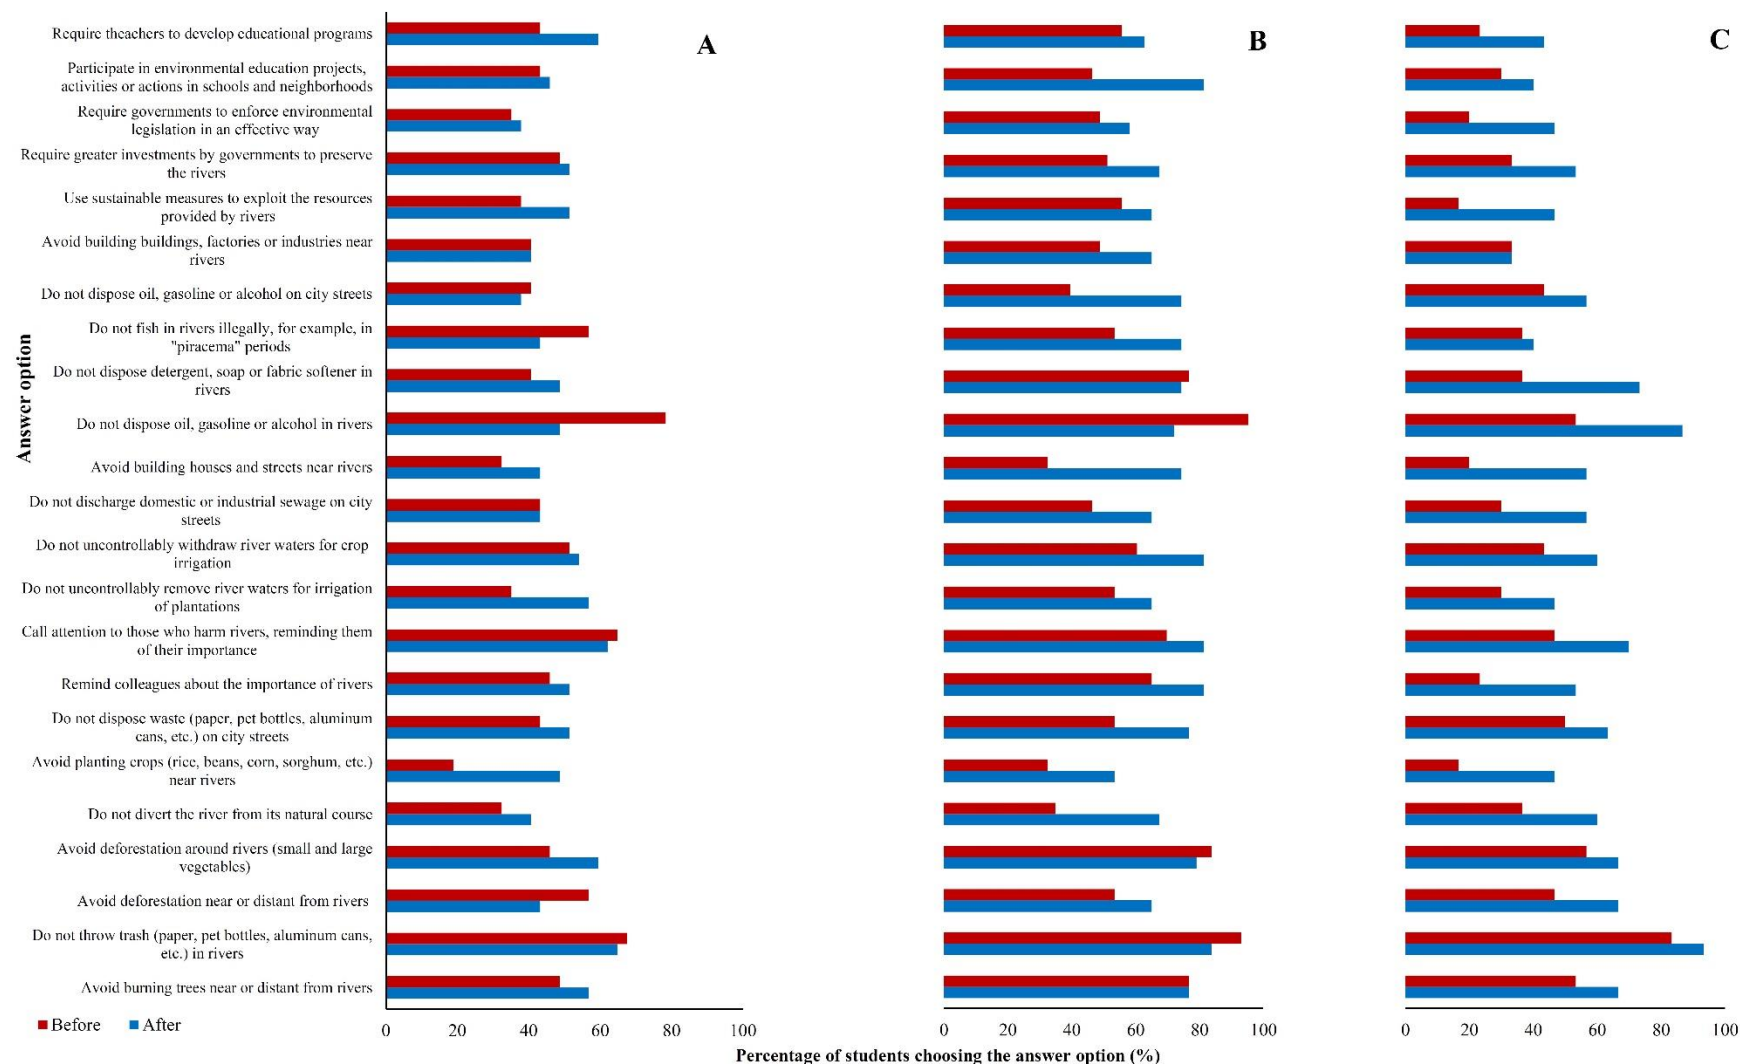 Require theachers to develop educational programs
Participate in environmental education projects,
activities or actions in schools and neighborhoods
Require governments to enforce environmental
legislation in an effective way
Require greater investments by governments to preserve
the rivers
Use sustainable measures to exploit the resources
provided by rivers
Avoid building buildings, factories or industries near
rivers
Do not dispose oil, gasoline or alcohol on city streets
Do not fish in rivers illegally, for example, in
"piracema" periods
Do not dispose detergent, soap or fabric softener in
rivers
Do not dispose oil, gasoline or alcohol in rivers
Avoid building houses and streets near rivers
Do not discharge domestic or industrial sewage on city
streets
Do not uncontrollably withdraw river waters for crop
irrigation
Do not uncontrollably remove river waters for irrigation
of plantations
Call attention to those who harm rivers, reminding them
of their importance
Remind colleagues about the importance of rivers
Do not dispose waste (paper, pet bottles, aluminum
cans, etc.) on city streets
Avoid planting crops (rice, beans, corn, sorghum, etc.)
near rivers
Do not divert the river from its natural course
Avoid deforestation around rivers (small and large
vegetables)
Avoid deforestation near or distant from rivers
Do not throw trash (paper, pet bottles, aluminum cans,
etc.) in rivers
Avoid burning trees near or distant from rivers
Answer option
A
B
C
Before
After
0 20 40 60 80 100
0 20 40 60 80 100
0 20 40 60 80 100
Percentage of students choosing the answer option (%)